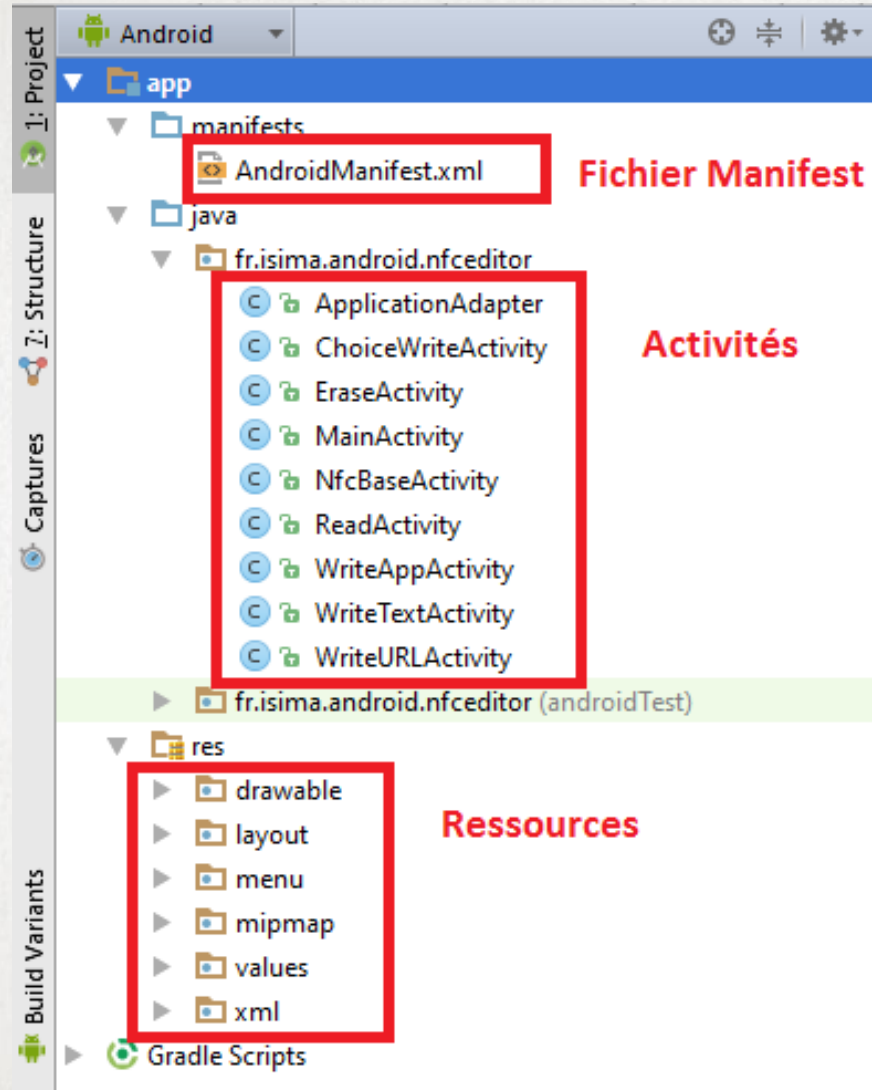 Android
1: Project
app
manifests
AndroidManifest.xml
Fichier Manifest
java
7: Structure
fr.isima.android.nfceditor
ApplicationAdapter
ChoiceWriteActivity
Activités
EraseActivity
MainActivity
Captures
NfcBaseActivity
ReadActivity
WriteAppActivity
WriteTextActivity
WriteURLActivity
fr.isima.android.nfceditor (androidTest)
res
drawable
Ressources
layout
menu
Build Variants
mipmap
values
xml
Gradle Scripts